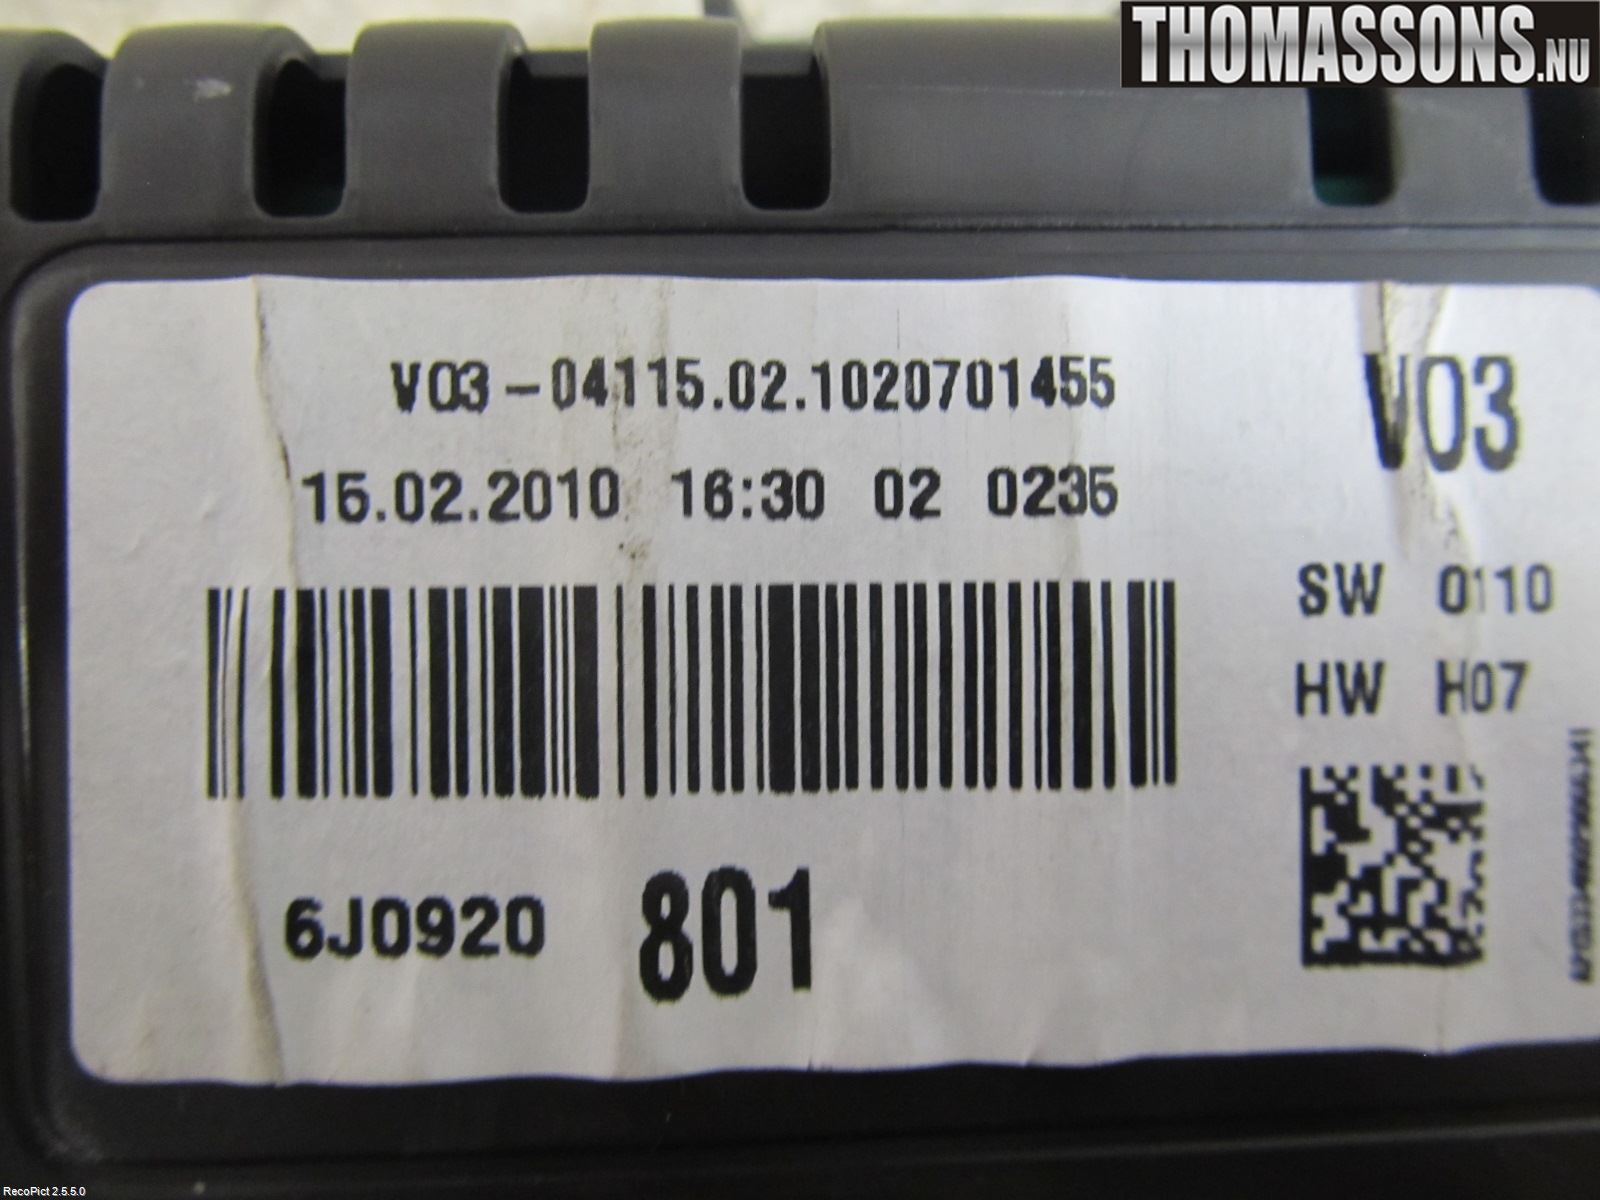 THOMASSONS.NU
V03-04115.02.1020701455
V03
15.02.2010 16:30 02 0235
SW 0110
HW H07
6J0920 801
RecoPict 2.5.5.0